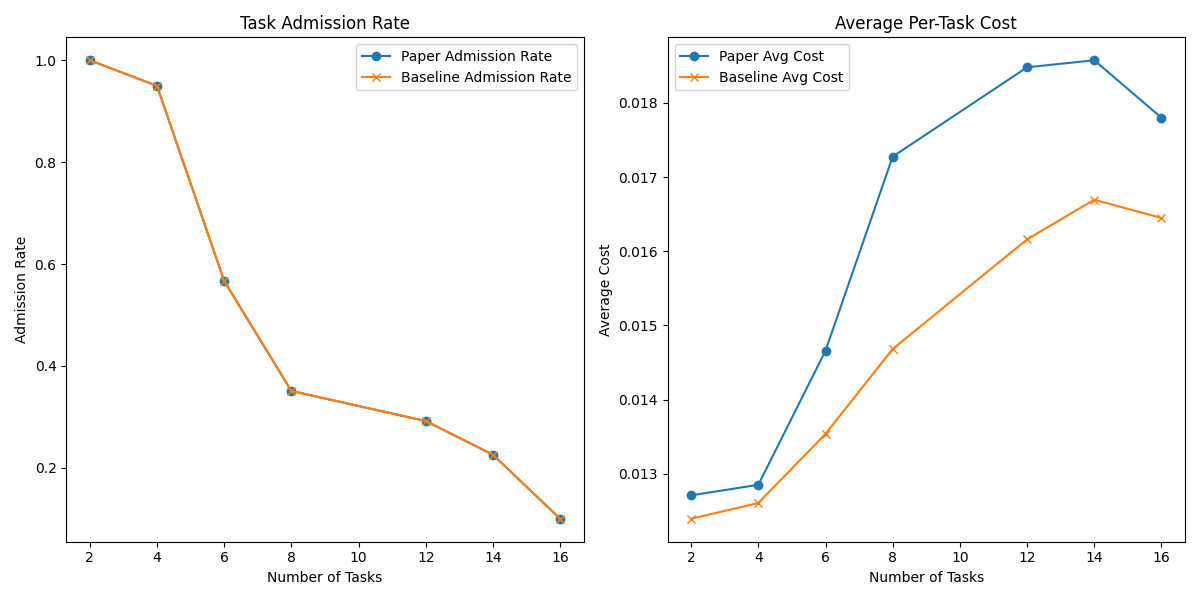 Task Admission Rate
Paper Admission Rate
Baseline Admission Rate
1.0
0.8
0.6
0.4
0.2
Admission Rate
2 4 6 8 10 12 14 16
Number of Tasks
Average Per-Task Cost
Paper Avg Cost
Baseline Avg Cost
0.018
0.017
0.016
0.015
0.014
0.013
Average Cost
2 4 6 8 10 12 14 16
Number of Tasks